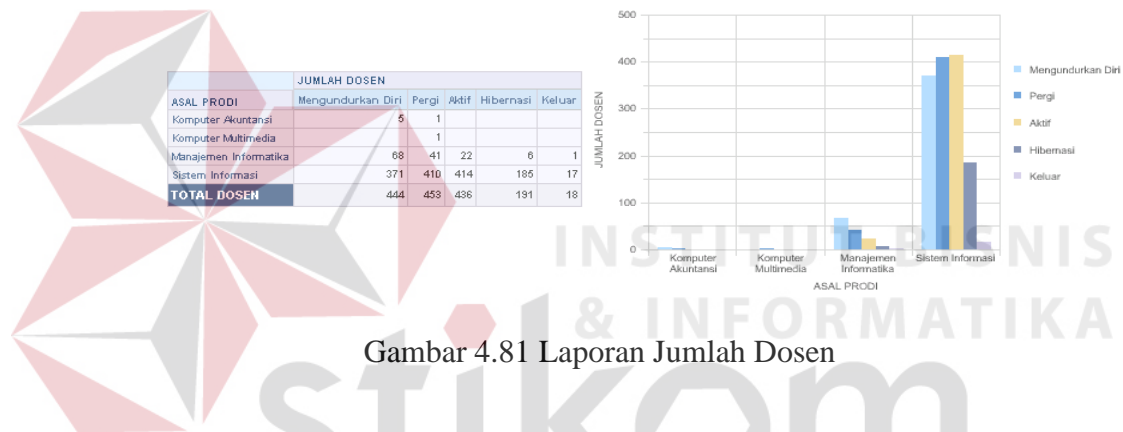 JUMLAH DOSEN
ASAL PRODI Mengundurkan Diri Pergi Aktif Hibernasi Keluar
Komputer Akuntansi 5 1
Komputer Multimedia 1
Manajemen Informatika 68 41 22 6 1
Sistem Informasi 371 410 414 185 17
TOTAL DOSEN 444 453 436 191 18
500
400
300
200
100
0
JUMLAH DOSEN
Komputer Akuntansi
Komputer Multimedia
Manajemen Informatika
Sistem Informasi
ASAL PRODI
Mengundurkan Diri
Pergi
Aktif
Hibernasi
Keluar
INSTITUT BISNIS
& INFORMATIKA
Gambar 4.81 Laporan Jumlah Dosen
stikom